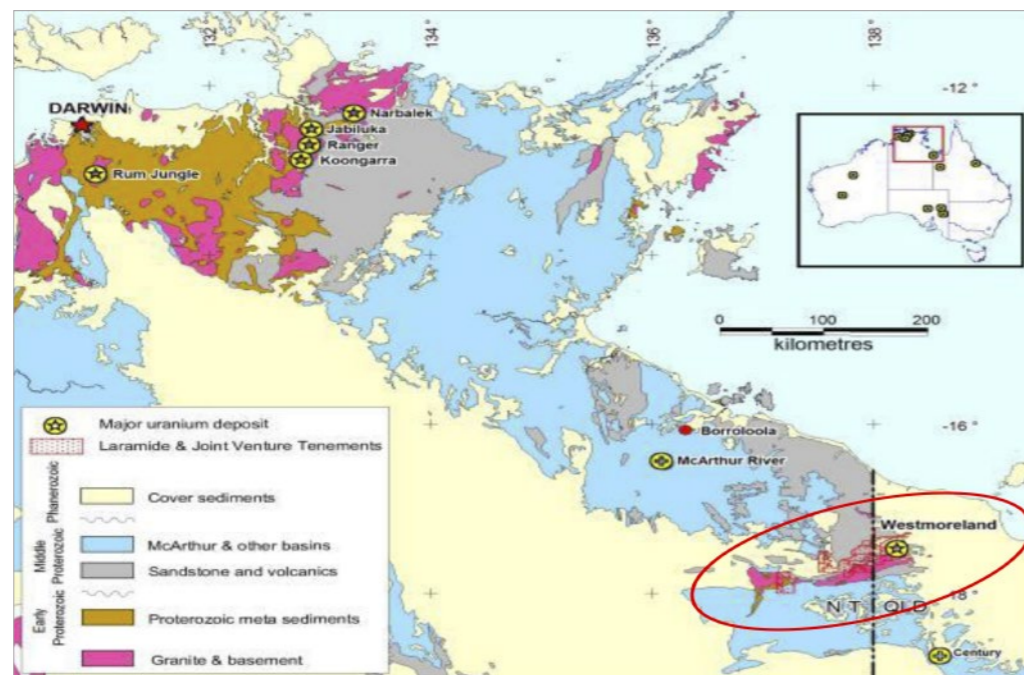 132
134
136
138
-12 °
DARWIN
Narbalek
Jabiluka
Ranger
Koongarra
Rum Jungle
0 100 200
kilometres
-16 °
Borroloola
McArthur River
Westmoreland
-18 °
N T QLD
Century
Major uranium deposit
Laramide & Joint Venture Tenements
Phanerozoic
Cover sediments
Middle Proterozoic
McArthur & other basins
Sandstone and volcanics
Early Proterozoic
Proterozoic meta sediments
Granite & basement